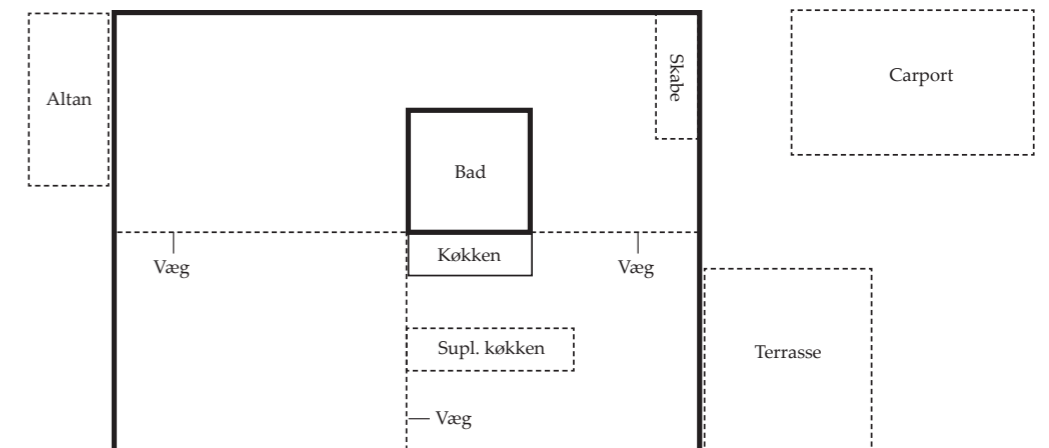 Altan
Skabe
Carport
Bad
Køkken
Væg
Væg
Supl. køkken
Terrasse
Væg